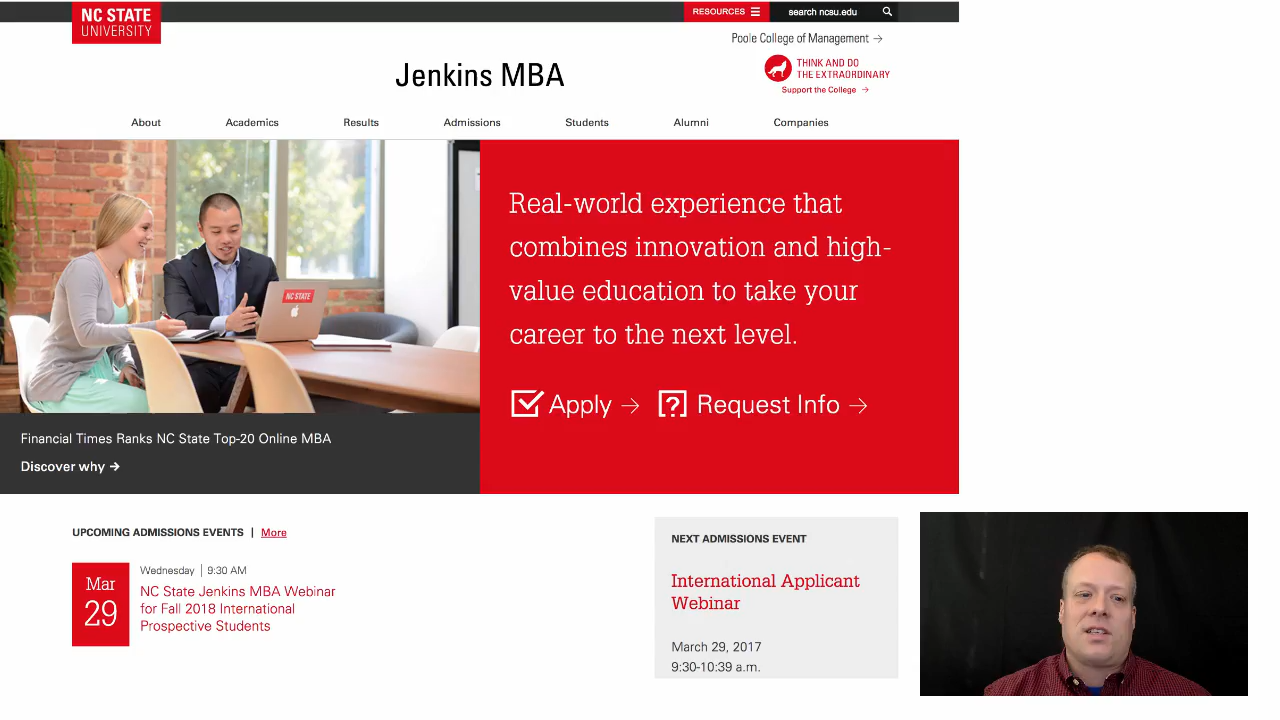 NC STATE
UNIVERSITY
RESOURCES
search ncsu.edu
Poole College of Management →
Jenkins MBA
THINK AND DO
THE EXTRAORDINARY
Support the College →
About Academics Results Admissions Students Alumni Companies
NC STATE
Real-world experience that
combines innovation and high-
value education to take your
career to the next level.
Apply → Request Info →
Financial Times Ranks NC State Top-20 Online MBA
Discover why →
UPCOMING ADMISSIONS EVENTS | More
Mar
29
Wednesday | 9:30 AM
NC State Jenkins MBA Webinar
for Fall 2018 International
Prospective Students
NEXT ADMISSIONS EVENT
International Applicant
Webinar
March 29, 2017
9:30-10:39 a.m.